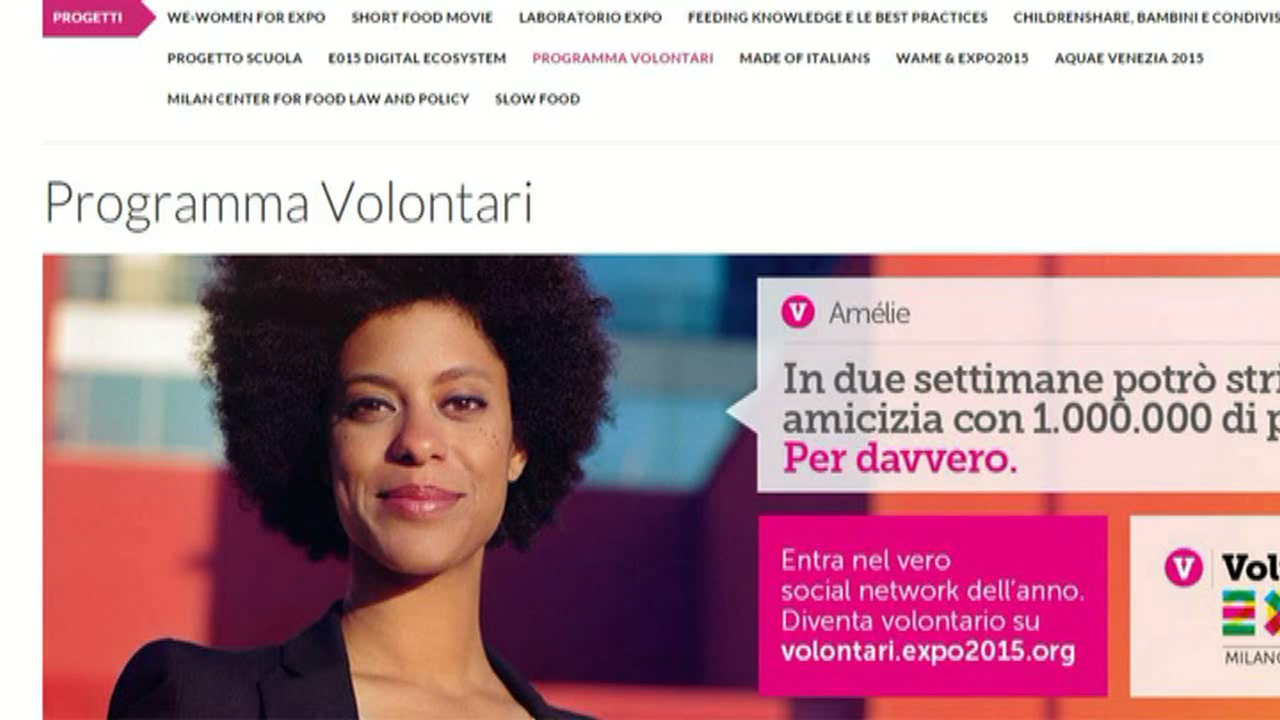 PROGETTI
WE-WOMEN FOR EXPO SHORT FOOD MOVIE LABORATORIO EXPO FEEDING KNOWLEDGE E LE BEST PRACTICES CHILDRENSHARE, BAMBINI E
PROGETTO SCUOLA E015 DIGITAL ECOSYSTEM PROGRAMMA VOLONTARI MADE OF ITALIANS WAME & EXPO2015 AQUAE VENEZIA 2015
MILAN CENTER FOR FOOD LAW AND POLICY SLOW FOOD
Programma Volontari
V Amélie
In due settimane potrò
amicizia con 1.000.000 di
Per davvero.
Entra nel vero
social network dell'anno.
Diventa volontario su
volontari.expo2015.org
V